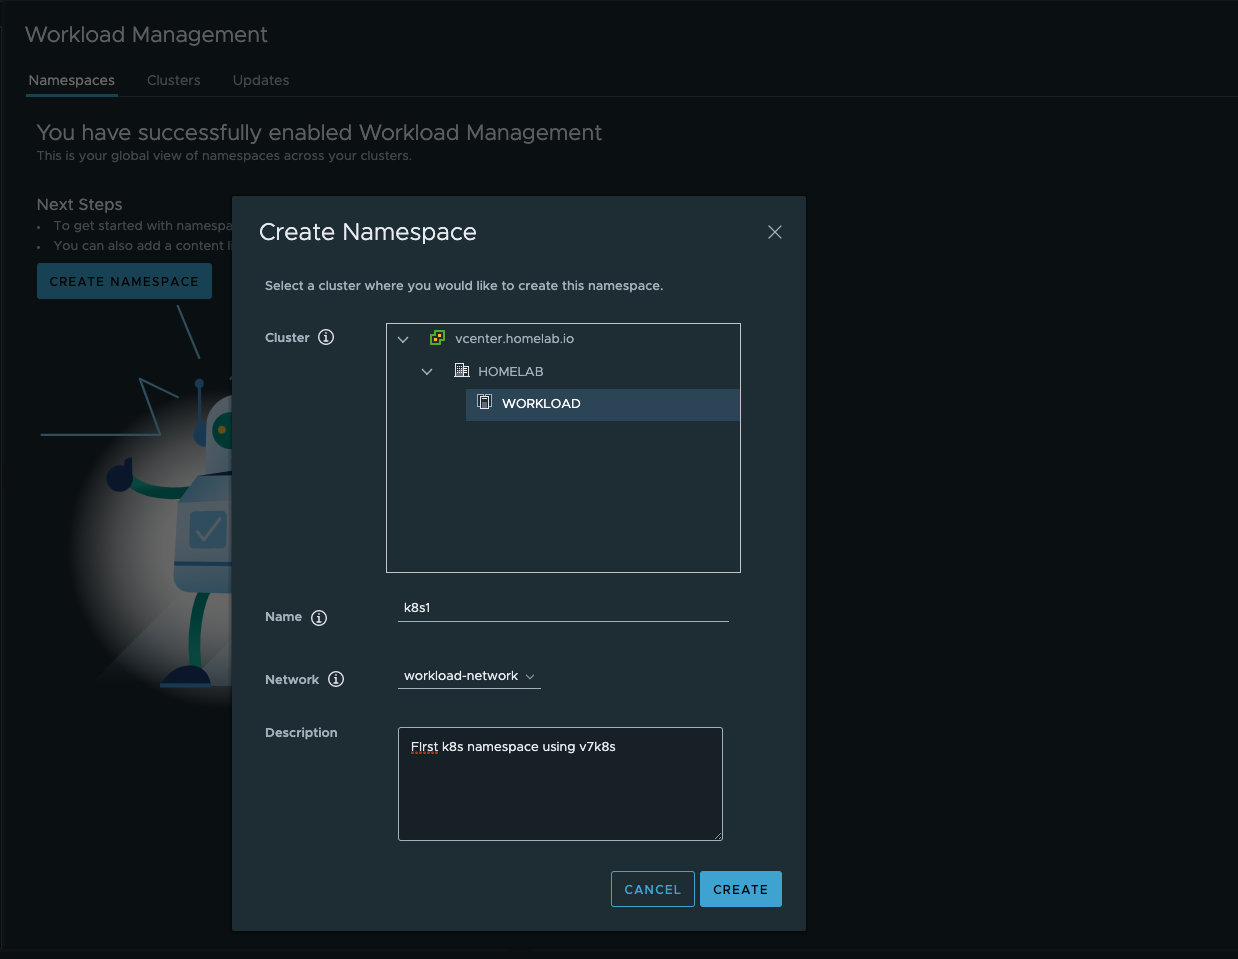 Workload Management
Namespaces Clusters Updates
You have successfully enabled Workload Management
This is your global view of namespaces across your clusters.
Next Steps
• To get started with namespa
• You can also add a content l
CREATE NAMESPACE
Create Namespace
Select a cluster where you would like to create this namespace.
Cluster
vcenter.homelab.io
HOMELAB
WORKLOAD
Name
k8s1
Network
workload-network
Description
FIrst k8s namespace using v7k8s
CANCEL CREATE